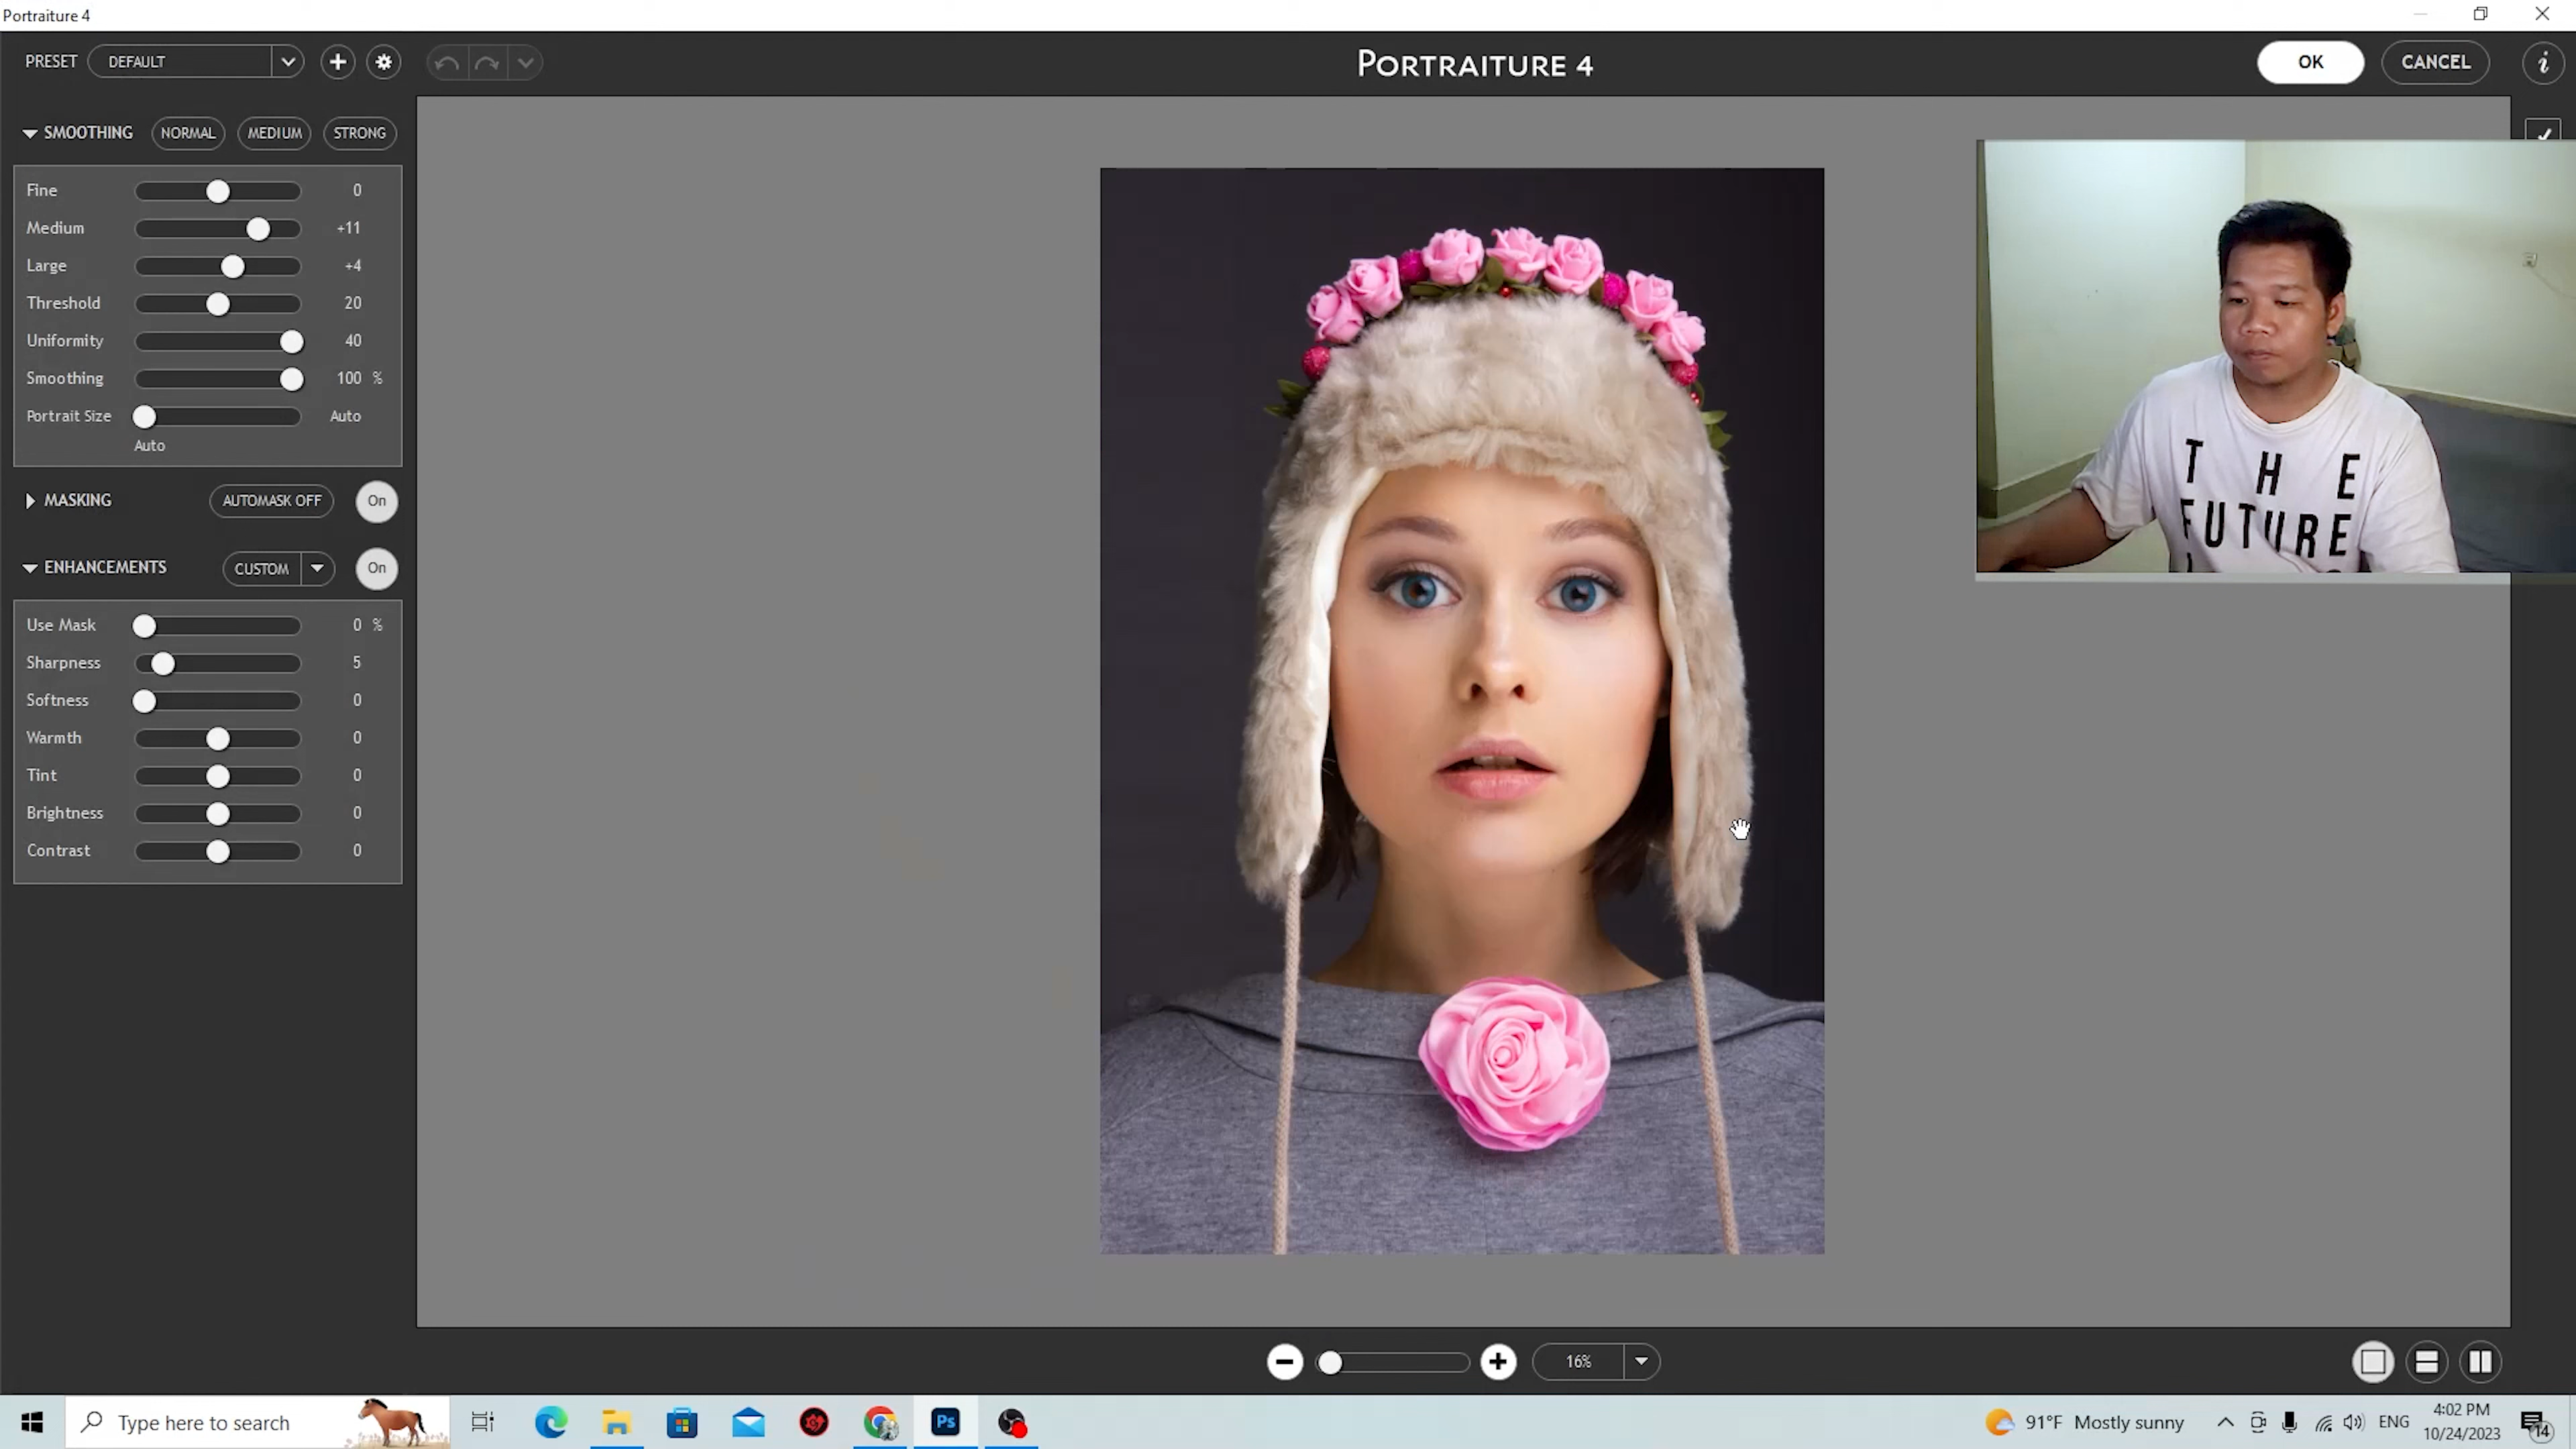 Portraiture 4
PRESET DEFAULT
PORTRAITURE 4
OK CANCEL i
SMOOTHING NORMAL MEDIUM STRONG
Fine 0
Medium +11
Large +4
Threshold 20
Uniformity 40
Smoothing 100 %
Portrait Size Auto
Auto
MASKING AUTOMASK OFF On
ENHANCEMENTS CUSTOM On
Use Mask 0 %
Sharpness 5
Softness 0
Warmth 0
Tint 0
Brightness 0
Contrast 0
THE
FUTURE
16%
Type here to search
Ps
91°F Mostly sunny
ENG
4:02 PM
10/24/2023
14